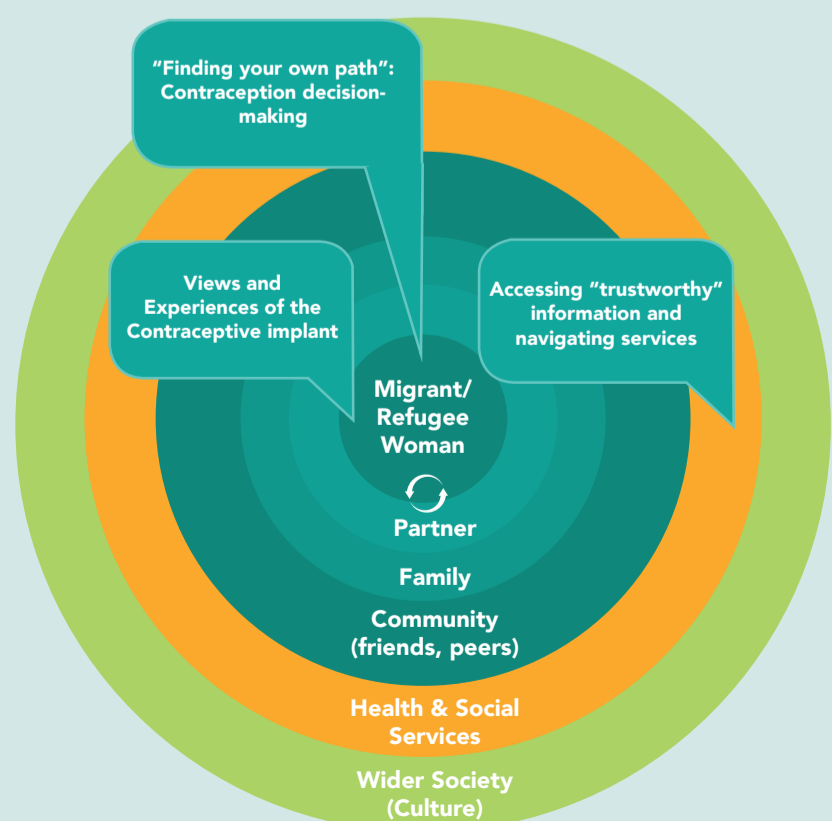 “Finding your own path”:
Contraception decision-
making
Views and
Experiences of the
Contraceptive implant
Accessing “trustworthy”
information and
navigating services
Migrant/
Refugee
Woman
Partner
Family
Community
(friends, peers)
Health & Social
Services
Wider Society
(Culture)